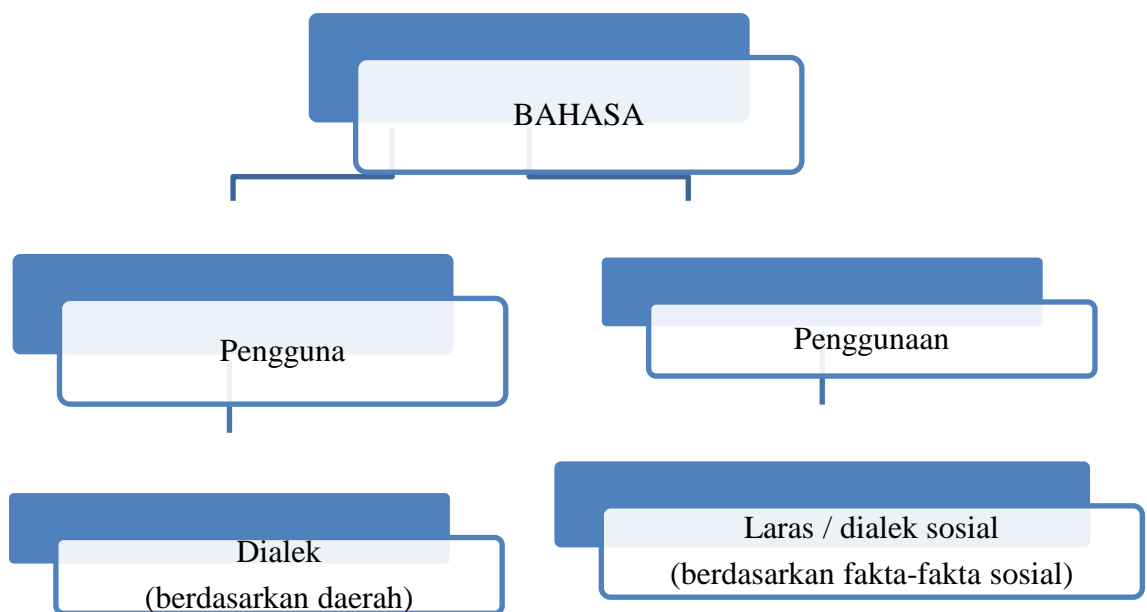 BAHASA
Pengguna
Penggunaan
Dialek
(berdasarkan daerah)
Laras / dialek sosial
(berdasarkan fakta-fakta sosial)